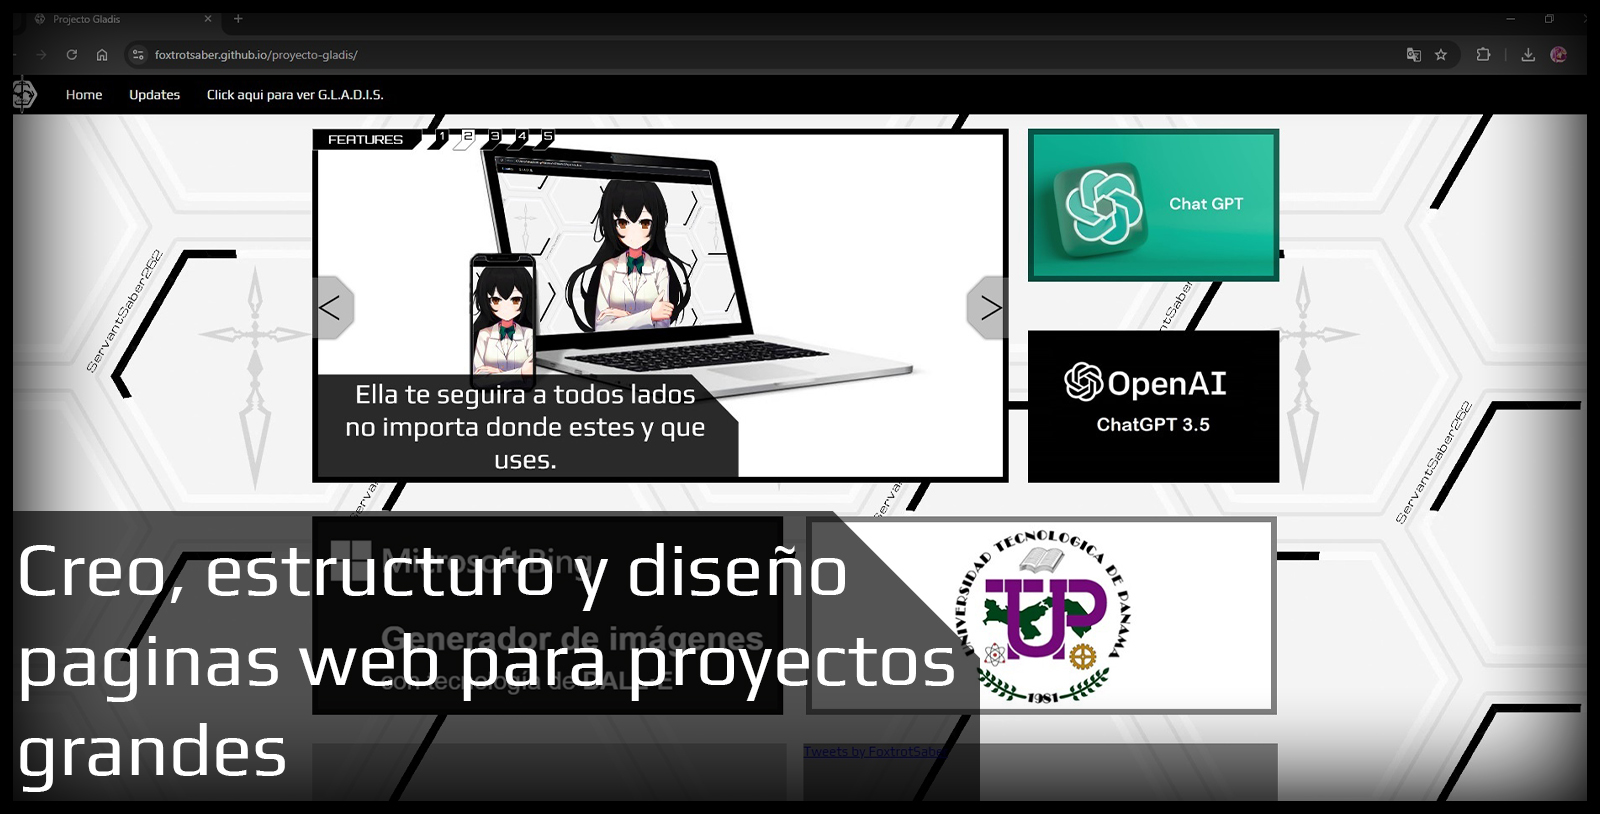 Projecto Gladis
foxtrotsaber.github.io/proyecto-gladis/
Home Updates Click aqui para ver G.L.A.D.I.S.
FEATURES 1 2 3 4 5
Ella te seguira a todos lados
no importa donde estes y que
uses.
Chat GPT
OpenAI
ChatGPT 3.5
ServantSaber262
ServantSaber262
Microsoft Bing
Generador de imágenes
con tecnología de DALL·E
UNIVERSIDAD TECNOLOGICA DE PANAMA
UTP
1981
Tweets by FoxtrotSaber
Creo, estructuro y diseño
paginas web para proyectos
grandes